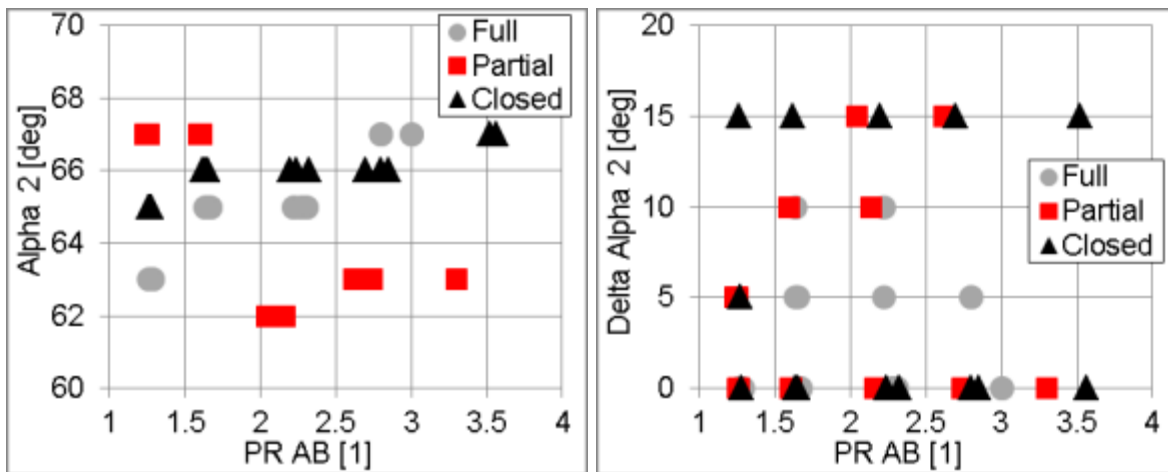 70
68
66
64
62
60
Alpha 2 [deg]
1
1.5
2
2.5
3
3.5
4
PR AB [1]
Full
Partial
Closed
20
15
10
5
0
Delta Alpha 2 [deg]
1
1.5
2
2.5
3
3.5
4
PR AB [1]
Full
Partial
Closed